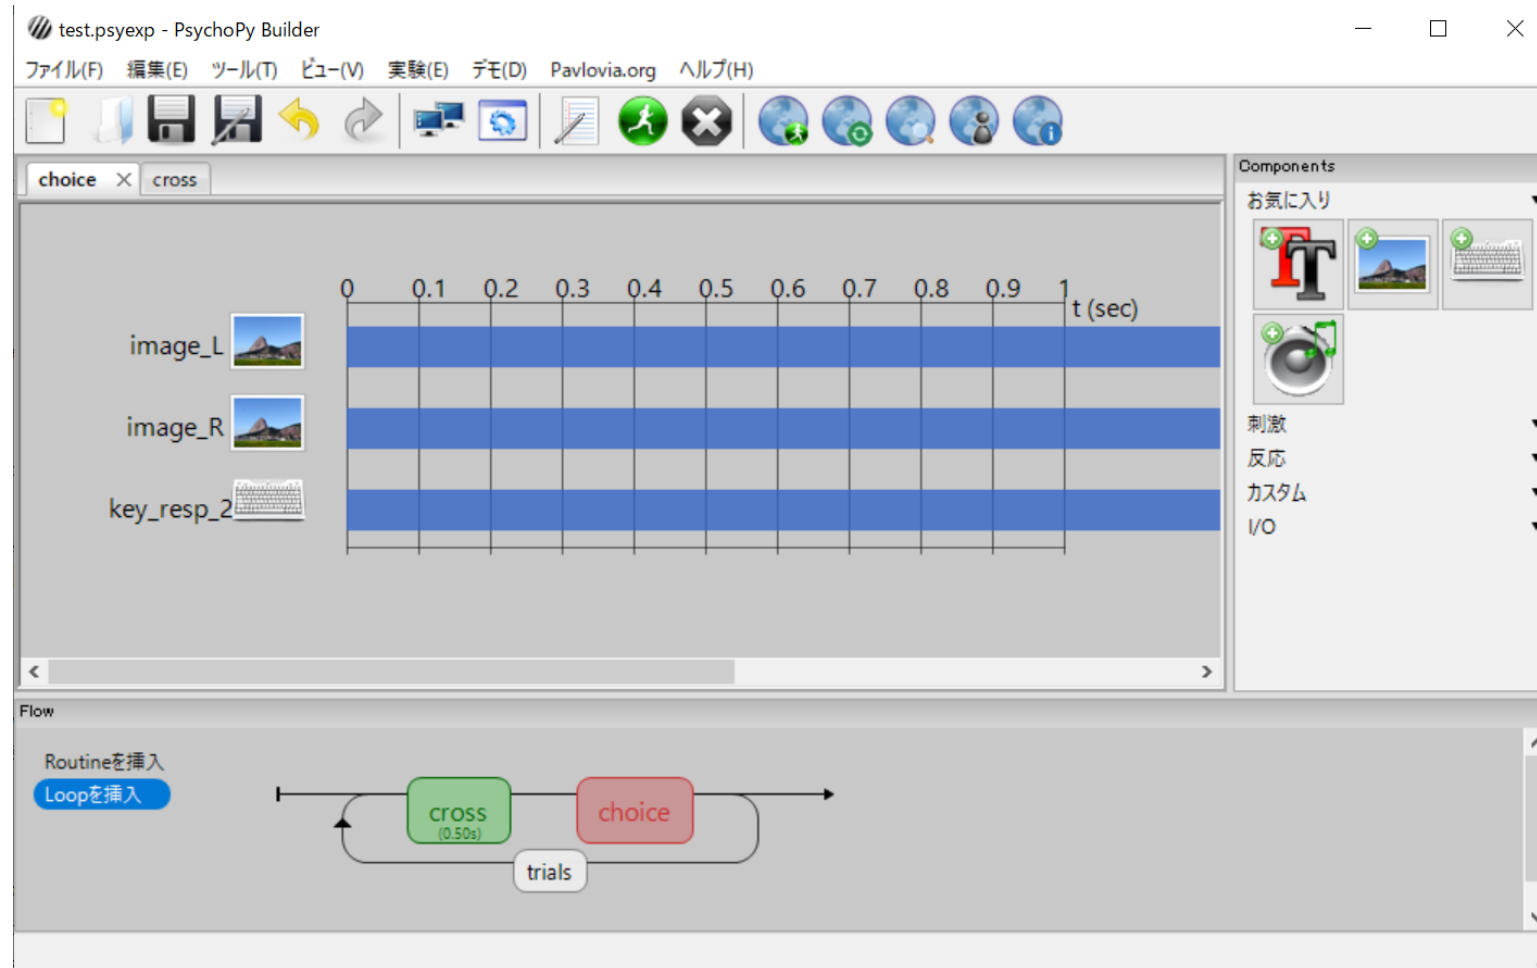 test.psyexp - PsychoPy Builder
ファイル(F) 編集(E) ツール(T) ビュー(V) 実験(E) デモ(D) Pavlovia.org ヘルプ(H)
choice cross
0 0.1 0.2 0.3 0.4 0.5 0.6 0.7 0.8 0.9 1
t (sec)
image_L
image_R
key_resp_2
Components
お気に入り
刺激
反応
カスタム
I/O
Flow
Routineを挿入
Loopを挿入
cross
(0.50s)
choice
trials